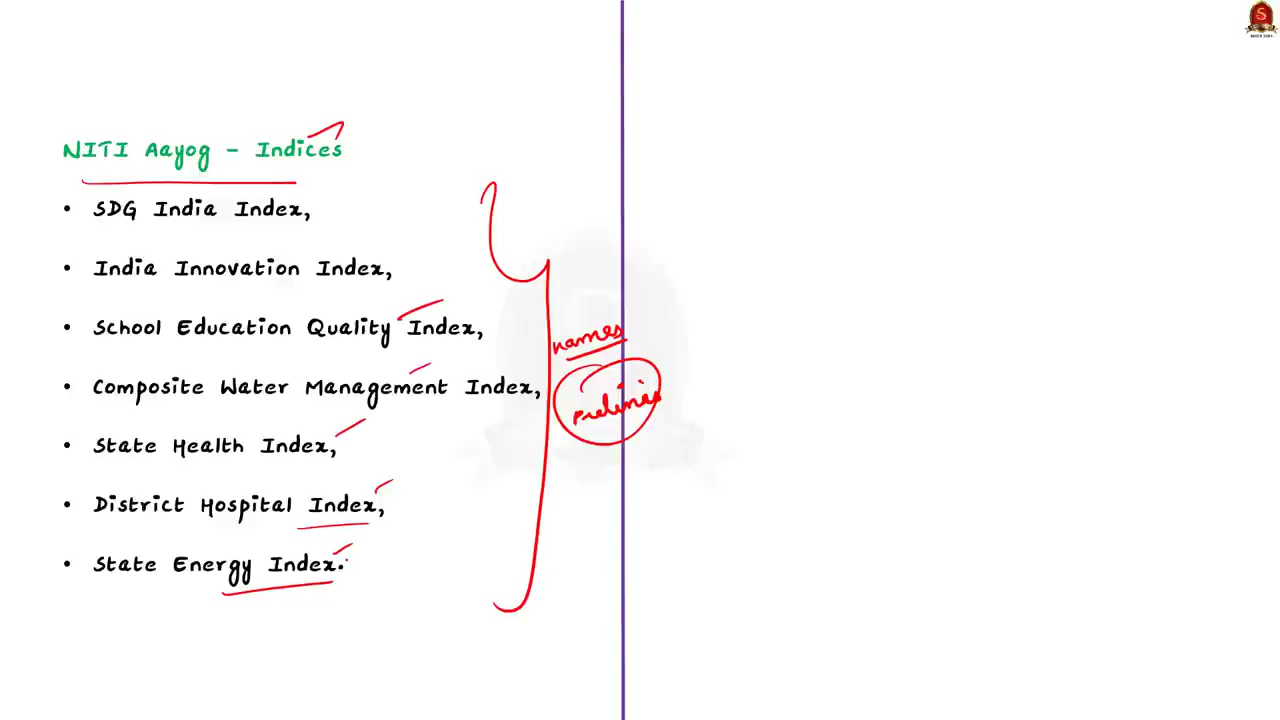 NITI Aayog - Indices
• SDG India Index,
• India Innovation Index,
• School Education Quality Index,
• Composite Water Management Index,
• State Health Index,
• District Hospital Index,
• State Energy Index.
names
Prelims
S